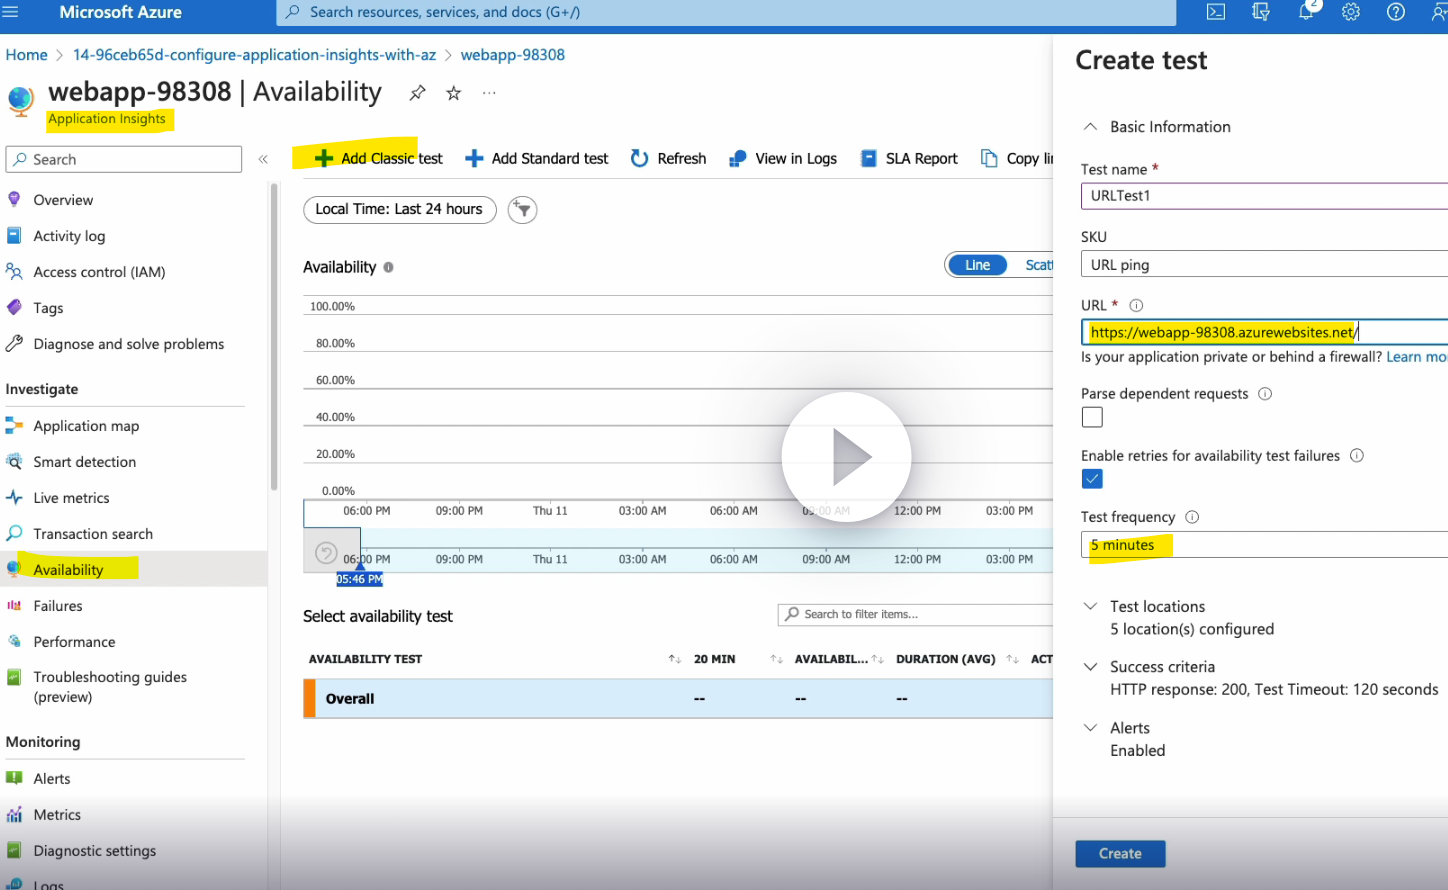 Microsoft Azure
Search resources, services, and docs (G+/)
2
Home > 14-96ceb65d-configure-application-insights-with-az > webapp-98308
webapp-98308 | Availability
Application Insights
Search
Overview
Activity log
Access control (IAM)
Tags
Diagnose and solve problems
Investigate
Application map
Smart detection
Live metrics
Transaction search
Availability
Failures
Performance
Troubleshooting guides
(preview)
Monitoring
Alerts
Metrics
Diagnostic settings
Logs
Add Classic test
Add Standard test
Refresh
View in Logs
SLA Report
Copy li
Local Time: Last 24 hours
Availability
Line
Scatt
100.00%
80.00%
60.00%
40.00%
20.00%
0.00%
06:00 PM 09:00 PM Thu 11 03:00 AM 06:00 AM 09:00 AM 12:00 PM 03:00 PM
06:00 PM 09:00 PM Thu 11 03:00 AM 06:00 AM 09:00 AM 12:00 PM 03:00 PM
05:46 PM
Select availability test
Search to filter items...
AVAILABILITY TEST 20 MIN AVAILABIL... DURATION (AVG) ACT
Overall -- -- --
Create test
Basic Information
Test name *
URLTest1
SKU
URL ping
URL *
https://webapp-98308.azurewebsites.net/
Is your application private or behind a firewall? Learn mo
Parse dependent requests
Enable retries for availability test failures
Test frequency
5 minutes
Test locations
5 location(s) configured
Success criteria
HTTP response: 200, Test Timeout: 120 seconds
Alerts
Enabled
Create